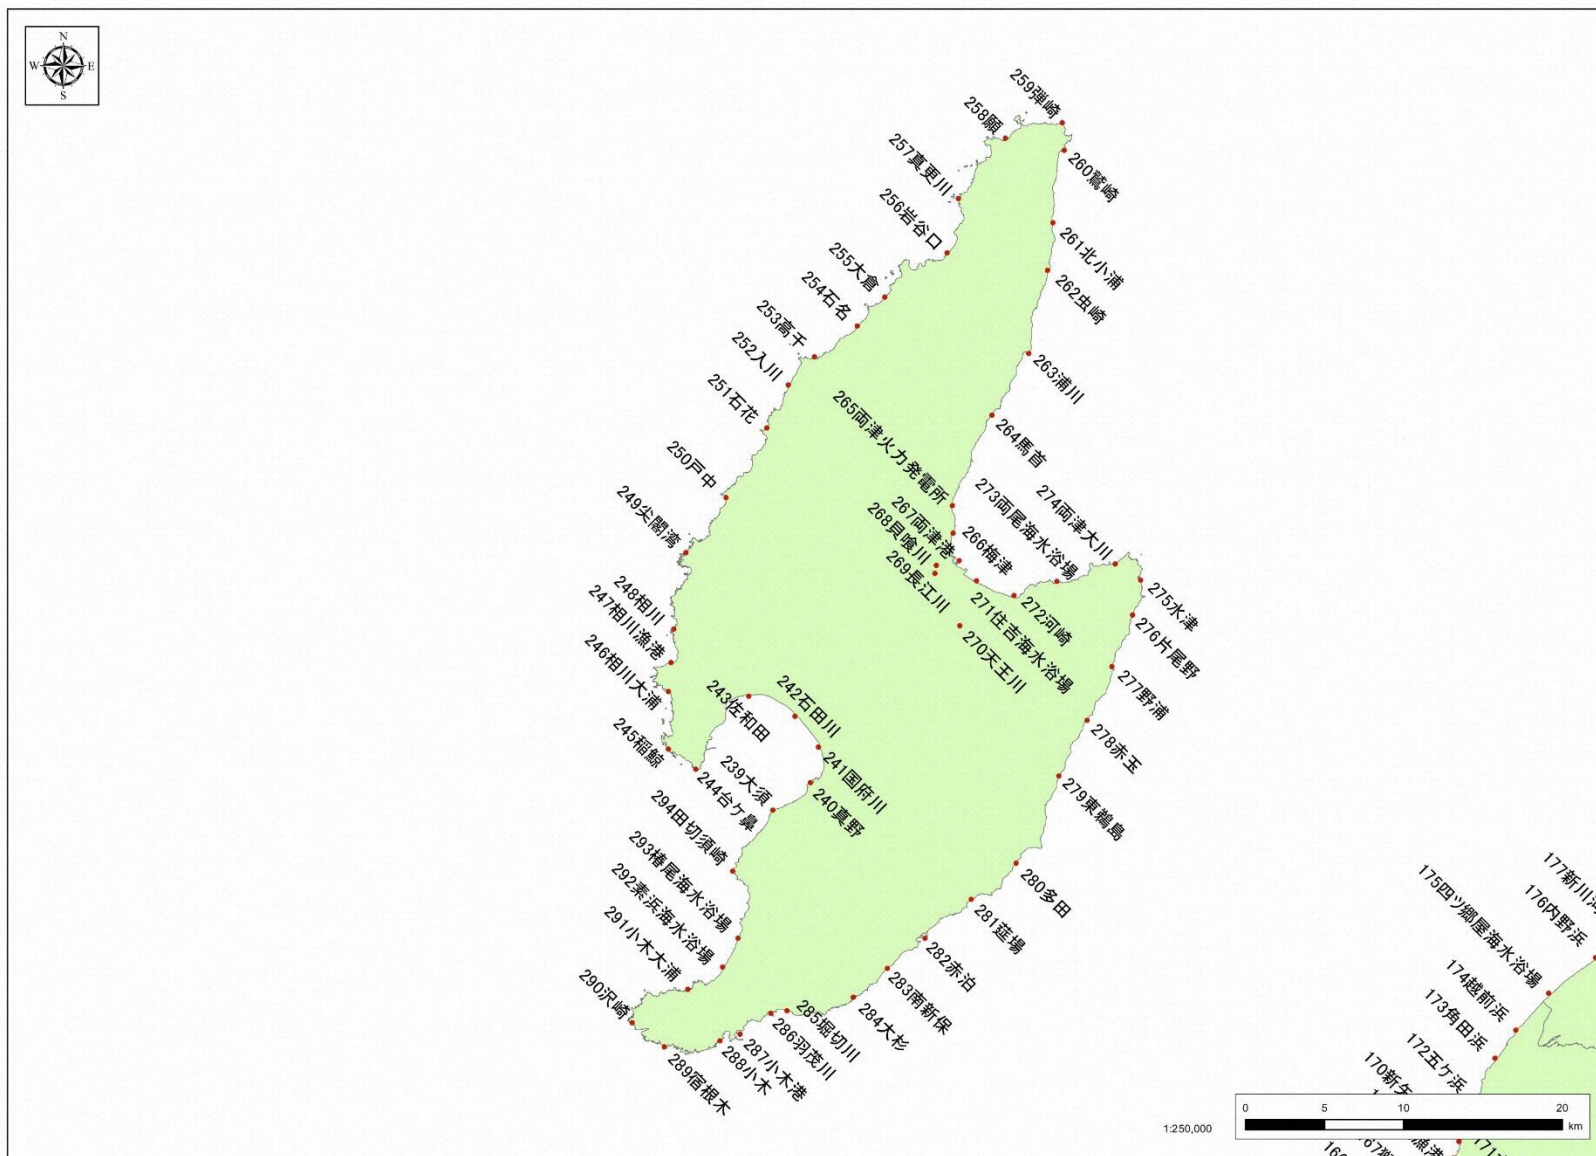 N
W E
S
259弾崎
258願
257真更川
256岩谷口
255大倉
254石名
253高千
252入川
251石花
250戸中
249尖閣湾
248相川
247相川漁港
246相川大浦
245稲鯨
244台ケ鼻
243佐和田
242石田川
241国府川
240真野
239大須
294田切須崎
293椿尾海水浴場
292素浜海水浴場
291小木大浦
290沢崎
289宿根木
288小木
287小木港
286羽茂川
285堀切川
284大杉
283南新保
282赤泊
281莚場
280多田
279東鵜島
278赤玉
277野浦
276片尾野
275水津
274両津大川
273両尾海水浴場
272河崎
271住吉海水浴場
270天王川
269長江川
268貝喰川
267両津港
266梅津
265両津火力発電所
264馬首
263浦川
262虫崎
261北小浦
260鷲崎
177新川
176内野浜
175四ツ郷屋海水浴場
174越前浜
173角田浜
172五ケ浜
170新
漁港
1:250,000
0 5 10 20
km